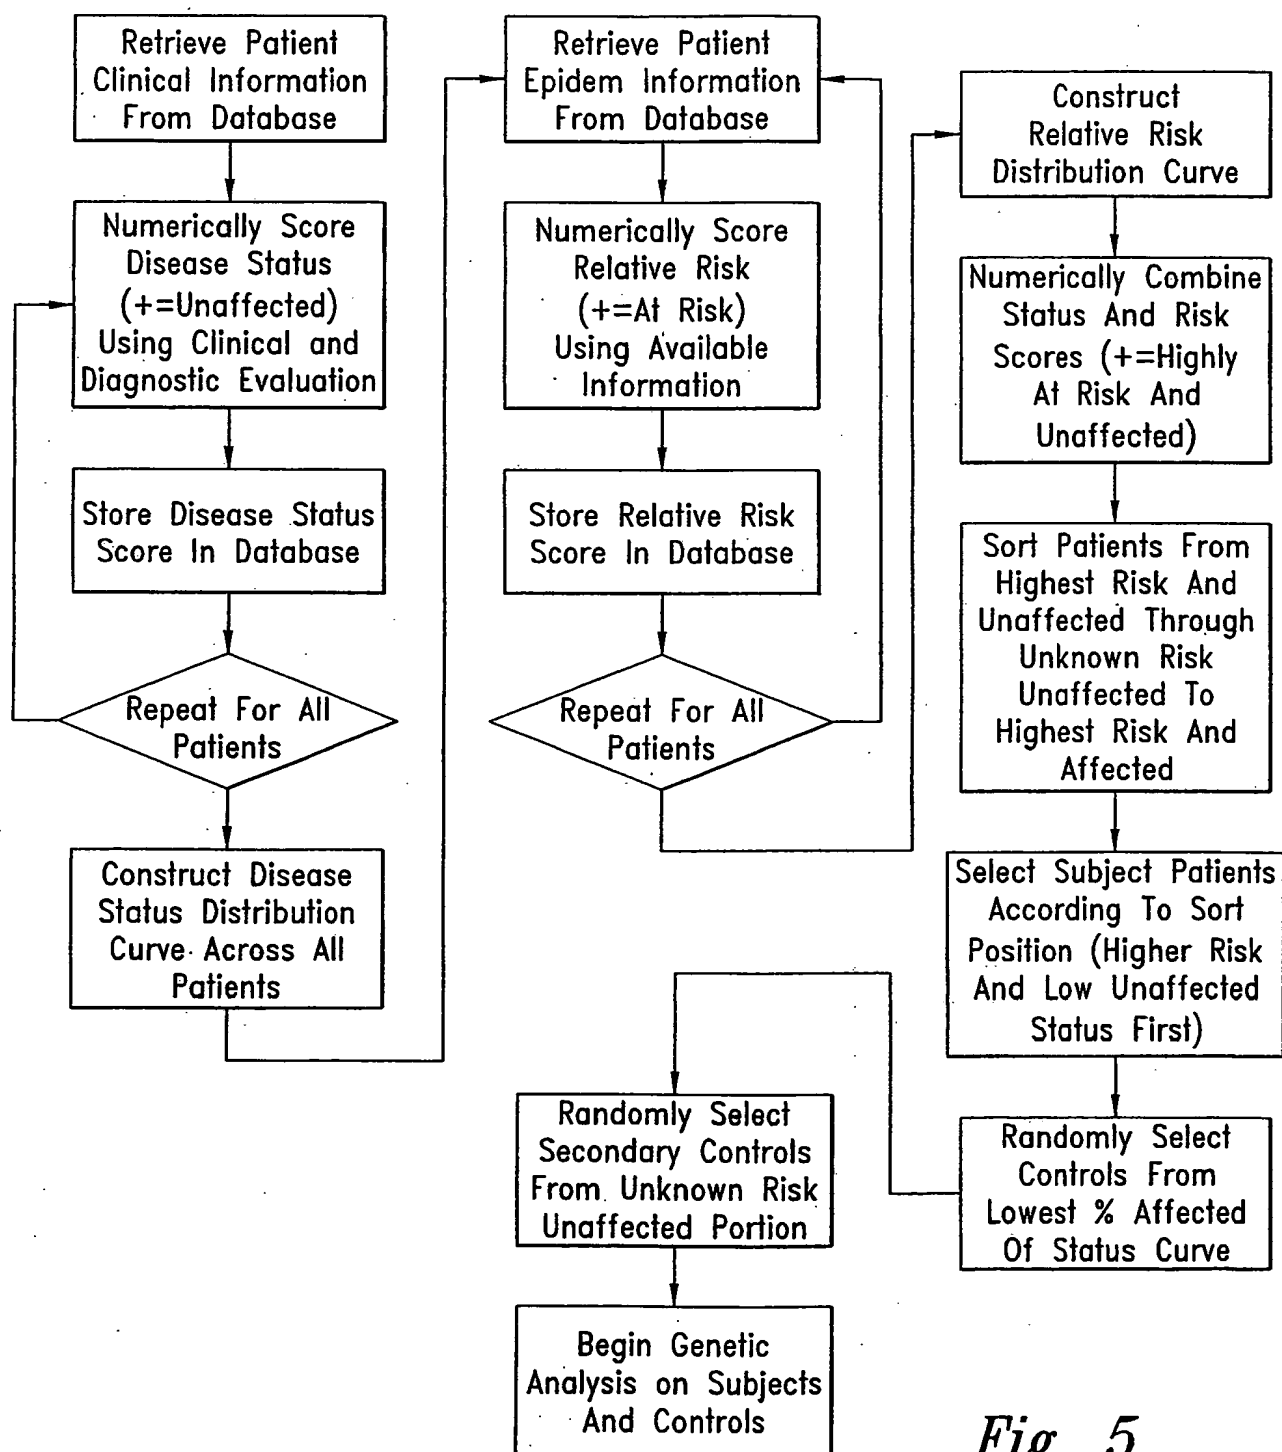 Retrieve Patient
Clinical Information
From Database
Numerically Score
Disease Status
(+=Unaffected)
Using Clinical and
Diagnostic Evaluation
Store Disease Status
Score In Database
Repeat For All
Patients
Construct Disease
Status Distribution
Curve Across All
Patients
Retrieve Patient
Epidem Information
From Database
Numerically Score
Relative Risk
(+=At Risk)
Using Available
Information
Store Relative Risk
Score In Database
Repeat For All
Patients
Construct
Relative Risk
Distribution Curve
Numerically Combine
Status And Risk
Scores (+=Highly
At Risk And
Unaffected)
Sort Patients From
Highest Risk And
Unaffected Through
Unknown Risk
Unaffected To
Highest Risk And
Affected
Select Subject Patients
According To Sort
Position (Higher Risk
And Low Unaffected
Status First)
Randomly Select
Controls From
Lowest % Affected
Of Status Curve
Randomly Select
Secondary Controls
From Unknown Risk
Unaffected Portion
Begin Genetic
Analysis on Subjects
And Controls
Fig. 5